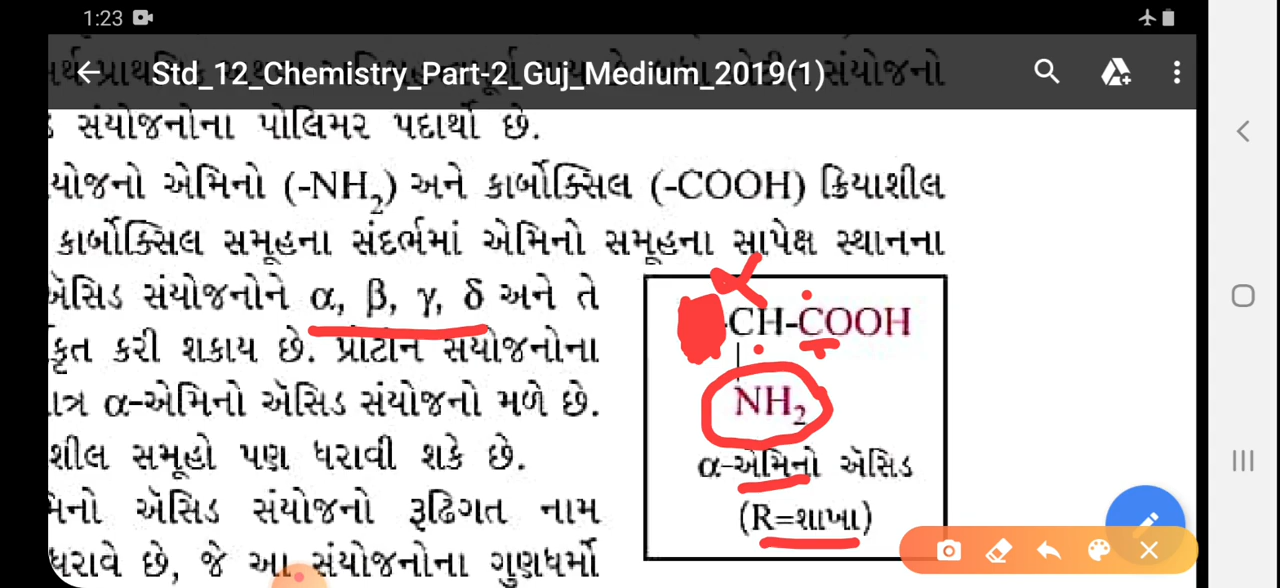 1:23
Std_12_Chemistry_Part-2_Guj_Medium_2019(1)
સંયોજનો
સંયોજનોના પોલિમર પદાર્થો છે.
યોજનો એમિનો (-NH₂) અને કાર્બોક્સિલ (-COOH) ક્રિયાશીલ
કાર્બોક્સિલ સમૂહના સંદર્ભમાં એમિનો સમૂહના સાપેક્ષ સ્થાનના
ઍસિડ સંયોજનોને α, β, γ, δ અને તે
કૃત કરી શકાય છે. પ્રોટીન સંયોજનોના
ાત્ર α-એમિનો ઍસિડ સંયોજનો મળે છે.
શીલ સમૂહો પણ ધરાવી શકે છે.
મિનો ઍસિડ સંયોજનો રૂઢિગત નામ
ધરાવે છે, જે આ સંયોજનોના ગુણધર્મો
α
-CH-COOH
NH₂
α-એમિનો ઍસિડ
(R=શાખા)